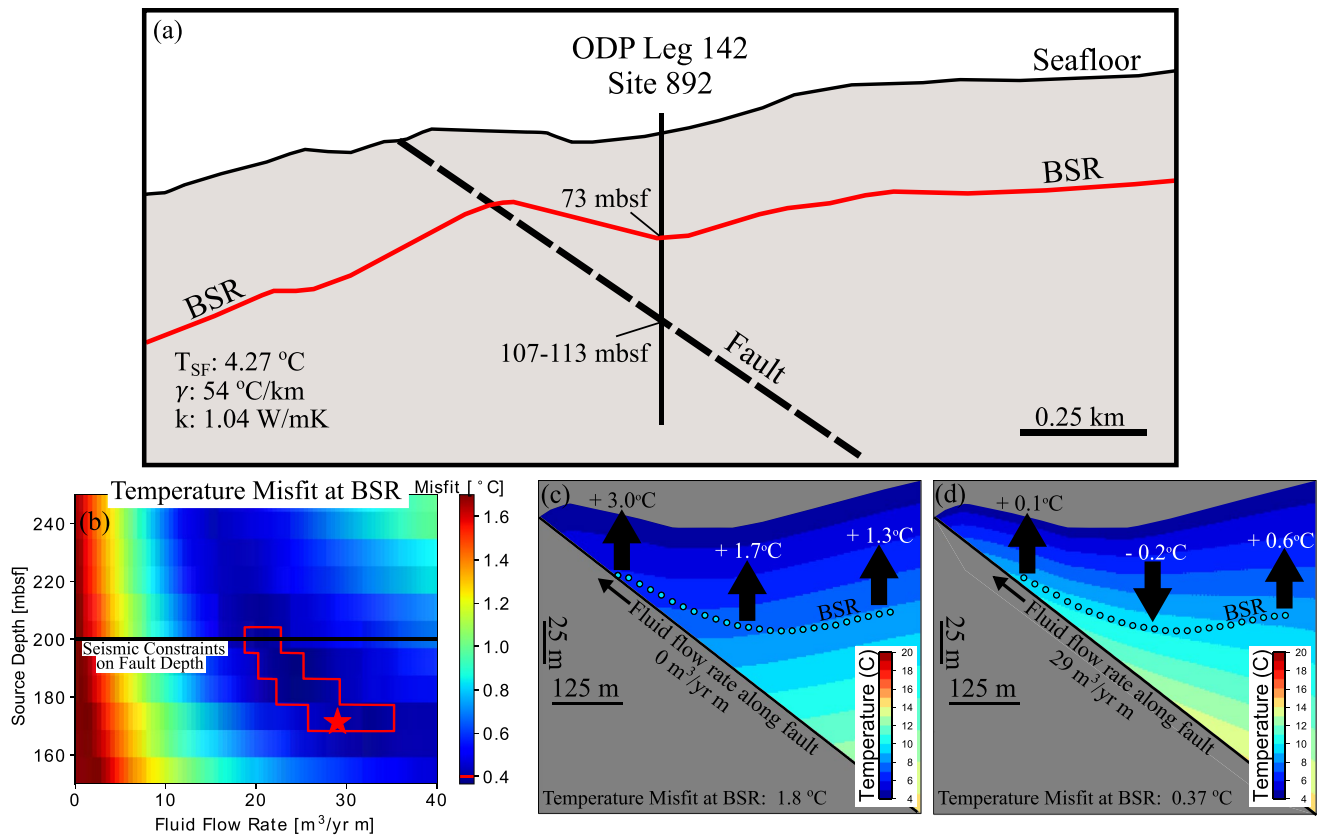 (a)
ODP Leg 142
Site 892
Seafloor
BSR
73 mbsf
BSR
107-113 mbsf
Fault
T_SF: 4.27 °C
γ: 54 °C/km
k: 1.04 W/mK
0.25 km
Temperature Misfit at BSR
Misfit [°C]
(b)
240
220
200
180
160
Source Depth [mbsf]
Seismic Constraints
on Fault Depth
0
10
20
30
40
Fluid Flow Rate [m³/yr m]
1.6
1.4
1.2
1.0
0.8
0.6
0.4
(c)
+ 3.0°C
+ 1.7°C
+ 1.3°C
BSR
Fluid flow rate along fault
0 m³/yr m
25 m
125 m
Temperature (C)
20
18
16
14
12
10
8
6
4
Temperature Misfit at BSR: 1.8 °C
(d)
+ 0.1°C
- 0.2°C
+ 0.6°C
BSR
Fluid flow rate along fault
29 m³/yr m
25 m
125 m
Temperature (C)
20
18
16
14
12
10
8
6
4
Temperature Misfit at BSR: 0.37 °C